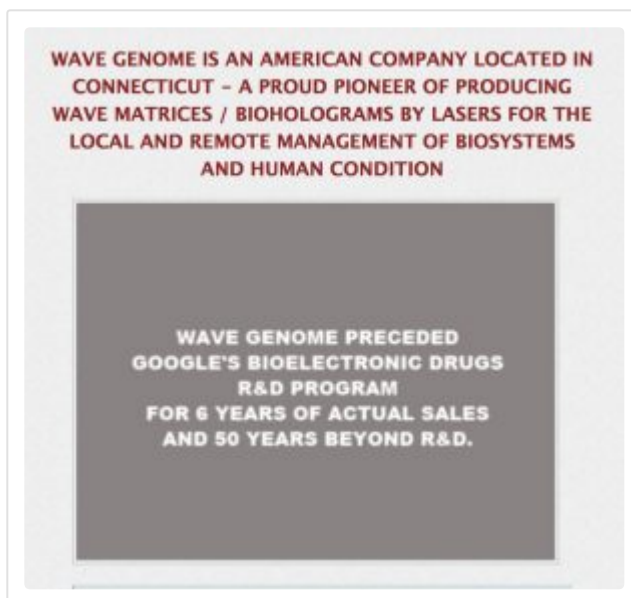 WAVE GENOME IS AN AMERICAN COMPANY LOCATED IN
CONNECTICUT – A PROUD PIONEER OF PRODUCING
WAVE MATRICES / BIOHOLOGRAMS BY LASERS FOR THE
LOCAL AND REMOTE MANAGEMENT OF BIOSYSTEMS
AND HUMAN CONDITION
WAVE GENOME PRECEDED
GOOGLE'S BIOELECTRONIC DRUGS
R&D PROGRAM
FOR 6 YEARS OF ACTUAL SALES
AND 50 YEARS BEYOND R&D.